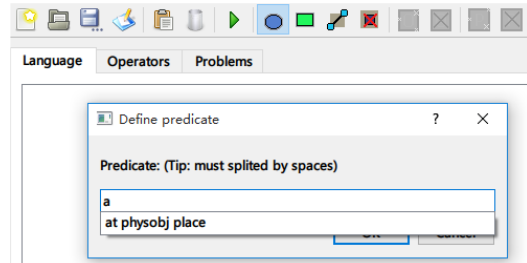 Language Operators Problems
Define predicate ?
Predicate: (Tip: must splited by spaces)
a
at physobj place